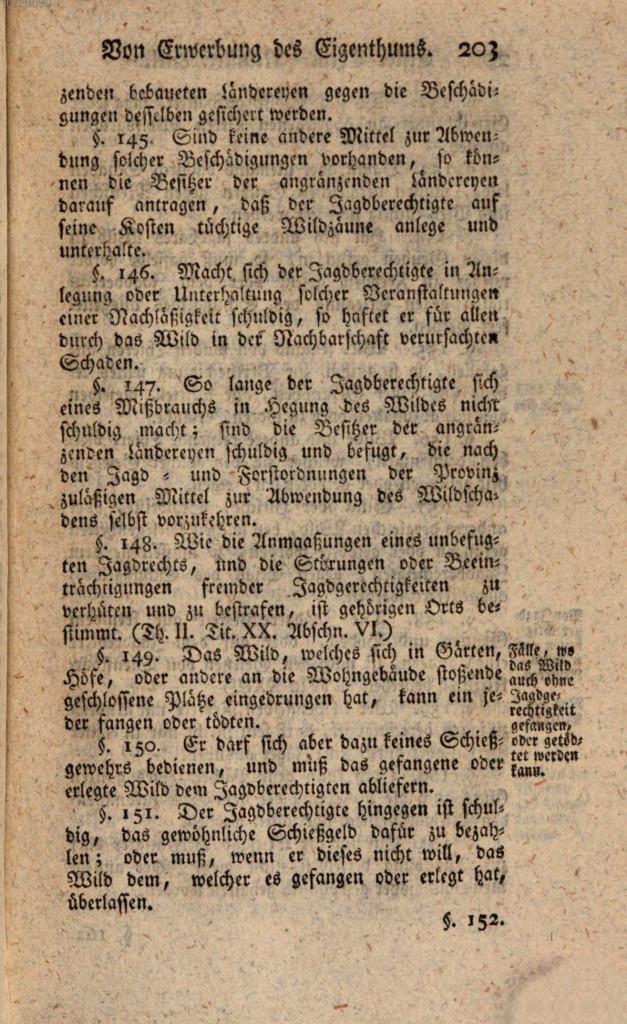 Von Erwerbung des Eigenthums. 203
zenden bebaueten Ländereyen gegen die Beschädi-
gungen desselben gesichert werden.
§. 145. Sind keine andere Mittel zur Abwen-
dung solcher Beschädigungen vorhanden, so kön-
nen die Besitzer der angränzenden Ländereyen
darauf antragen, daß der Jagdberechtigte auf
seine Kosten tüchtige Wildzäune anlege und
unterhalte.
§. 146. Macht sich der Jagdberechtigte in An-
legung oder Unterhaltung solcher Veranstaltungen
einer Nachläßigkeit schuldig, so haftet er für allen
durch das Wild in der Nachbarschaft verursachten
Schaden.
§. 147. So lange der Jagdberechtigte sich
eines Mißbrauchs in Hegung des Wildes nicht
schuldig macht; sind die Besitzer der angrän-
zenden Ländereyen schuldig und befugt, die nach
den Jagd - und Forstordnungen der Provinz
zuläßigen Mittel zur Abwendung des Wildscha-
dens selbst vorzukehren.
§. 148. Wie die Anmaaßungen eines unbefug-
ten Jagdrechts, und die Störungen oder Beein-
trächtigungen fremder Jagdgerechtigkeiten zu
verhüten und zu bestrafen, ist gehörigen Orts be-
stimmt. (Th. II. Tit. XX. Abschn. VI.)
§. 149. Das Wild, welches sich in Gärten,
Höfe, oder andere an die Wohngebäude stoßende
geschlossene Plätze eingedrungen hat, kann ein je-
der fangen oder tödten.
§. 150. Er darf sich aber dazu keines Schieß-
gewehrs bedienen, und muß das gefangene oder
erlegte Wild dem Jagdberechtigten abliefern.
§. 151. Der Jagdberechtigte hingegen ist schul-
dig, das gewöhnliche Schießgeld dafür zu bezah-
len; oder muß, wenn er dieses nicht will, das
Wild dem, welcher es gefangen oder erlegt hat,
überlassen.
Fälle, wo
das Wild
auch ohne
Jagdge-
rechtigkeit
gefangen,
oder getöd-
tet werden
kann.
§. 152.